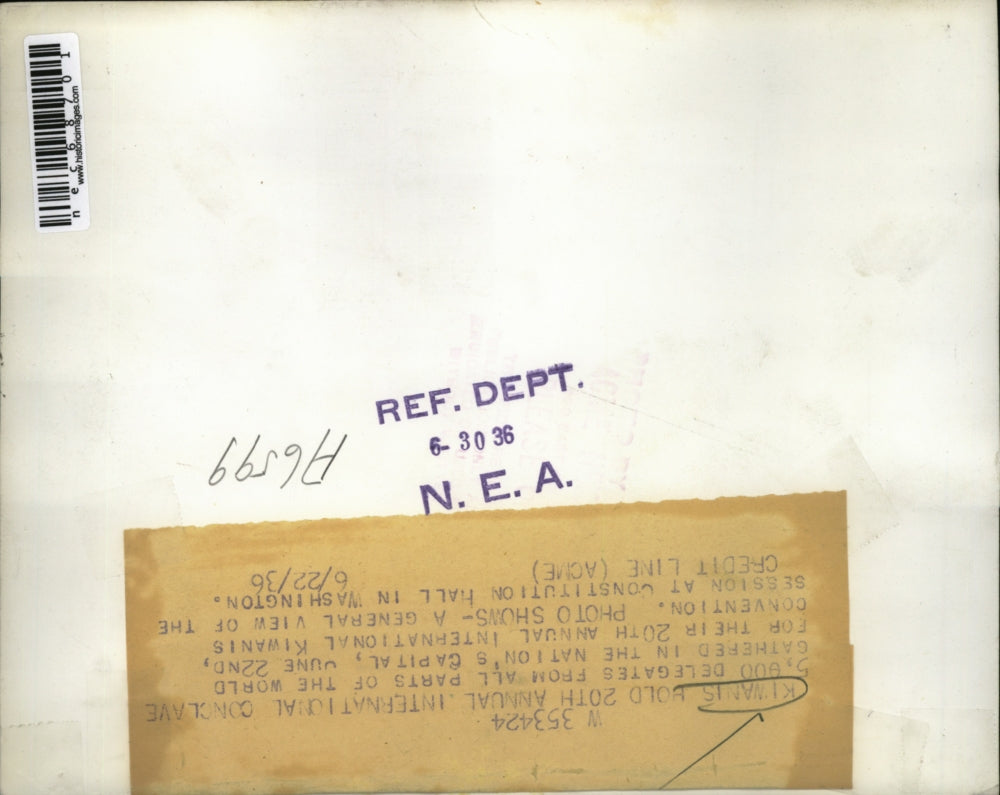 nec68701
www.historicimages.com
REF. DEPT.
6-30 36
N. E. A.
A6599
W 353424
KIWANIS HOLD 20TH ANNUAL INTERNATIONAL CONCLAVE
5,900 DELEGATES FROM ALL PARTS OF THE WORLD
GATHERED IN THE NATION'S CAPITAL, JUNE 22ND,
FOR THEIR 20TH ANNUAL INTERNATIONAL KIWANIS
CONVENTION. PHOTO SHOWS- A GENERAL VIEW OF THE
SESSION AT CONSTITUTION HALL IN WASHINGTON.
CREDIT LINE (ACME) 6/22/36